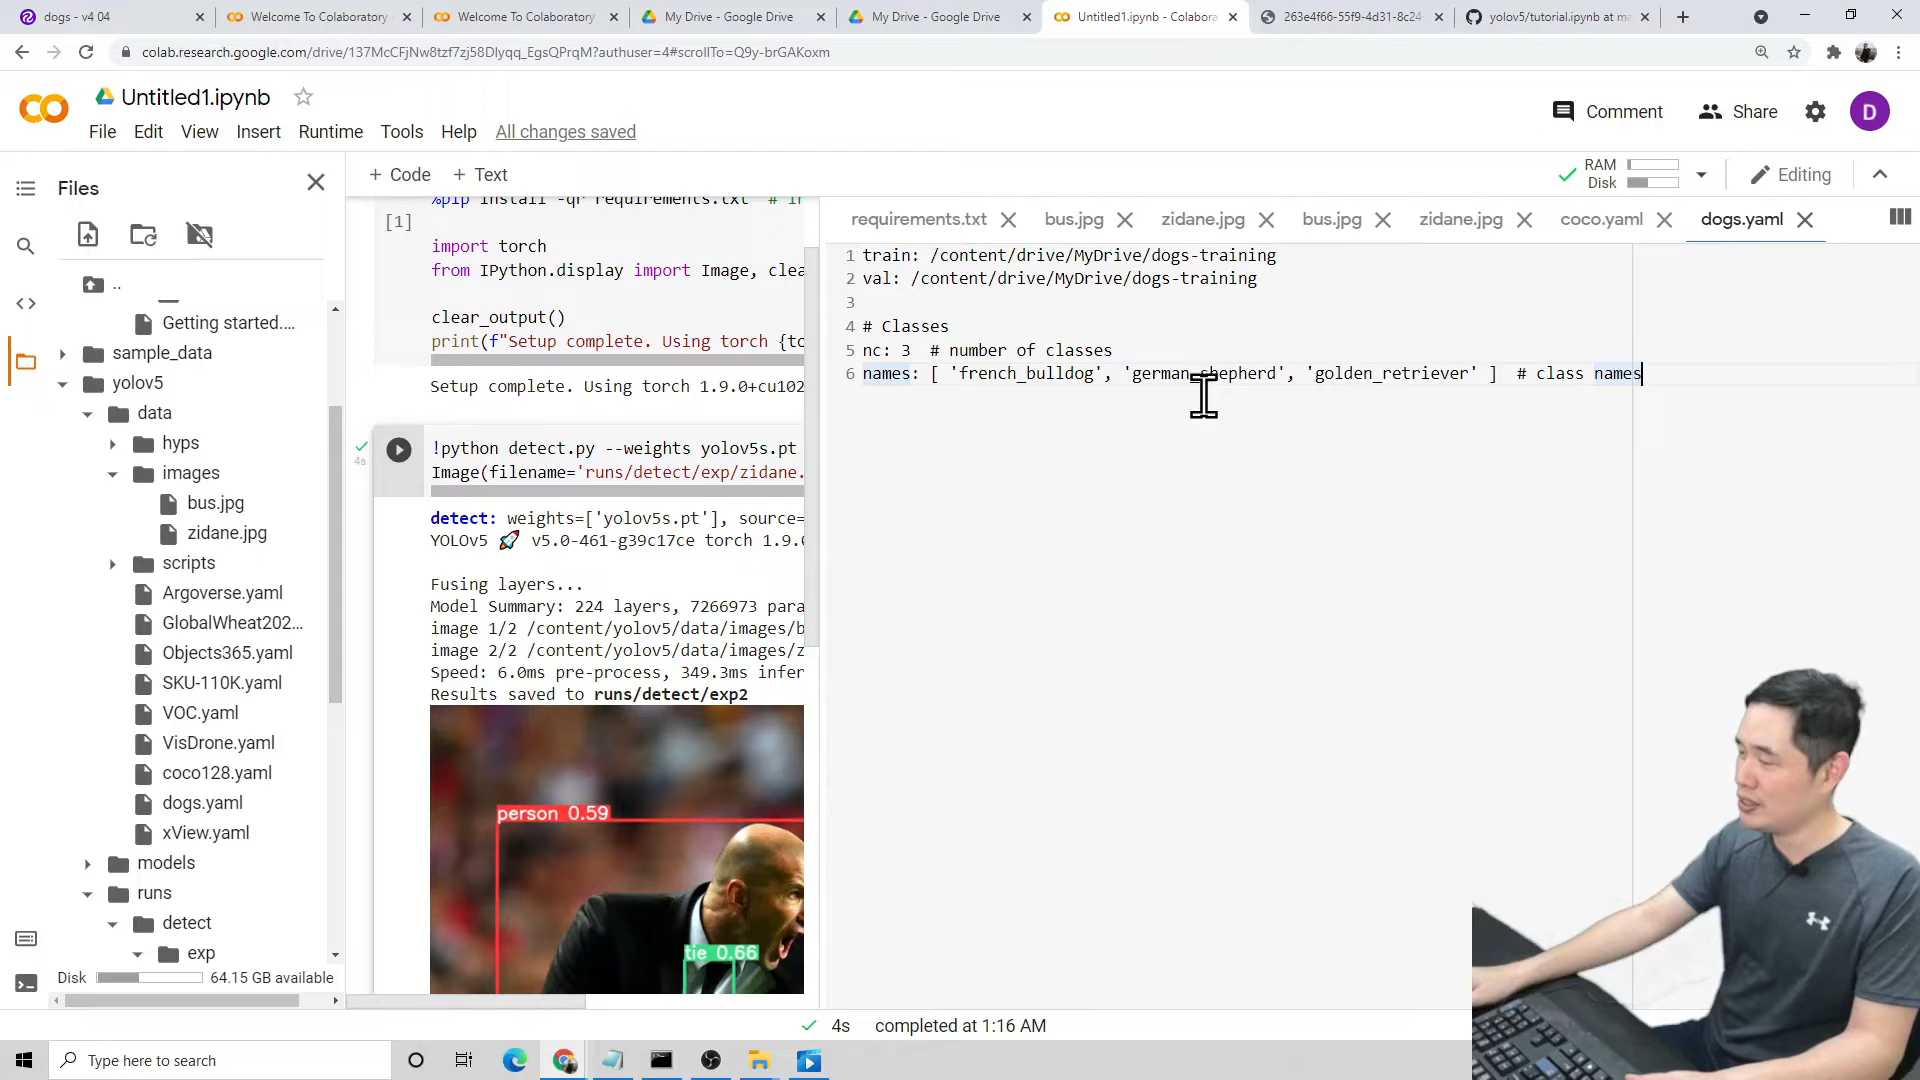 dogs - v4 04
Welcome To Colaboratory
Welcome To Colaboratory
My Drive - Google Drive
My Drive - Google Drive
Untitled1.ipynb - Colabora
263e4f66-55f9-4d31-8c24
yolov5/tutorial.ipynb at ma
colab.research.google.com/drive/137McCFjNw8tzf7zj58Dlyqq_EgsQPrqM?authuser=4#scrollTo=Q9y-brGAKoxm
Untitled1.ipynb
Comment
Share
D
File Edit View Insert Runtime Tools Help All changes saved
Files
+ Code + Text
RAM
Disk
Editing
..
Getting started....
sample_data
yolov5
data
hyps
images
bus.jpg
zidane.jpg
scripts
Argoverse.yaml
GlobalWheat202...
Objects365.yaml
SKU-110K.yaml
VOC.yaml
VisDrone.yaml
coco128.yaml
dogs.yaml
xView.yaml
models
runs
detect
exp
Disk 64.15 GB available
%pip install -qr requirements.txt # in
[1]
import torch
from IPython.display import Image, clea
clear_output()
print(f"Setup complete. Using torch {to
Setup complete. Using torch 1.9.0+cu102
4s
!python detect.py --weights yolov5s.pt
Image(filename='runs/detect/exp/zidane.
detect: weights=['yolov5s.pt'], source=
YOLOv5 🚀 v5.0-461-g39c17ce torch 1.9.0
Fusing layers...
Model Summary: 224 layers, 7266973 para
image 1/2 /content/yolov5/data/images/b
image 2/2 /content/yolov5/data/images/z
Speed: 6.0ms pre-process, 349.3ms infer
Results saved to runs/detect/exp2
person 0.59
tie 0.66
requirements.txt
bus.jpg
zidane.jpg
bus.jpg
zidane.jpg
coco.yaml
dogs.yaml
1 train: /content/drive/MyDrive/dogs-training
2 val: /content/drive/MyDrive/dogs-training
3
4 # Classes
5 nc: 3 # number of classes
6 names: [ 'french_bulldog', 'german_shepherd', 'golden_retriever' ] # class names
4s completed at 1:16 AM
Type here to search